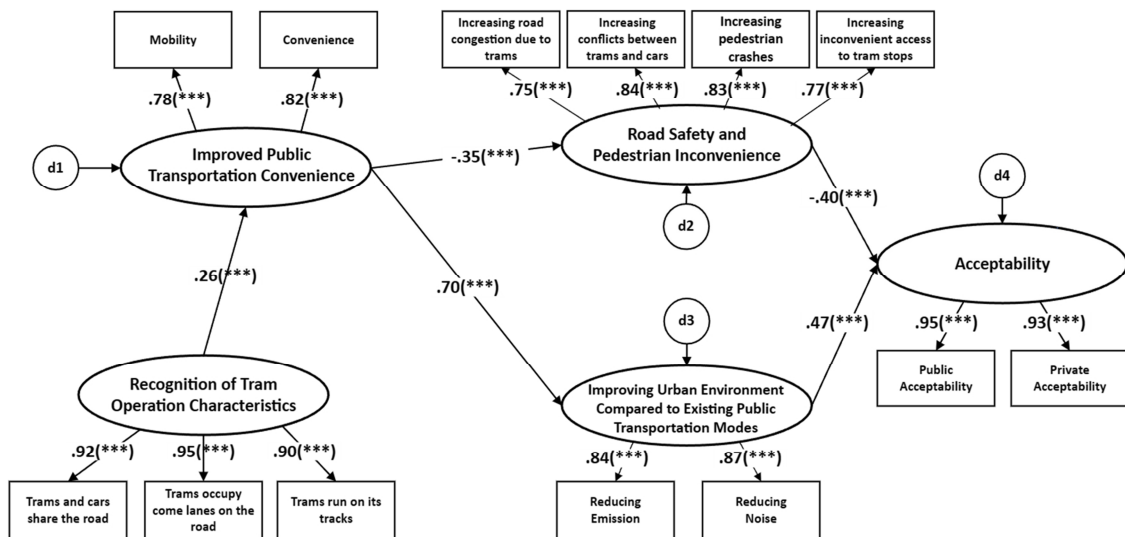 Mobility
Convenience
Increasing road
congestion due to
trams
Increasing
conflicts between
trams and cars
Increasing
pedestrian
crashes
Increasing
inconvenient access
to tram stops
.78(***)
.82(***)
.75(***)
.84(***)
.83(***)
.77(***)
d1
Improved Public
Transportation Convenience
-.35(***)
Road Safety and
Pedestrian Inconvenience
d2
d4
-.40(***)
Acceptability
.26(***)
.70(***)
d3
.47(***)
.95(***)
.93(***)
Public
Acceptability
Private
Acceptability
Recognition of Tram
Operation Characteristics
Improving Urban Environment
Compared to Existing Public
Transportation Modes
.92(***)
.95(***)
.90(***)
.84(***)
.87(***)
Trams and cars
share the road
Trams occupy
come lanes on the
road
Trams run on its
tracks
Reducing
Emission
Reducing
Noise